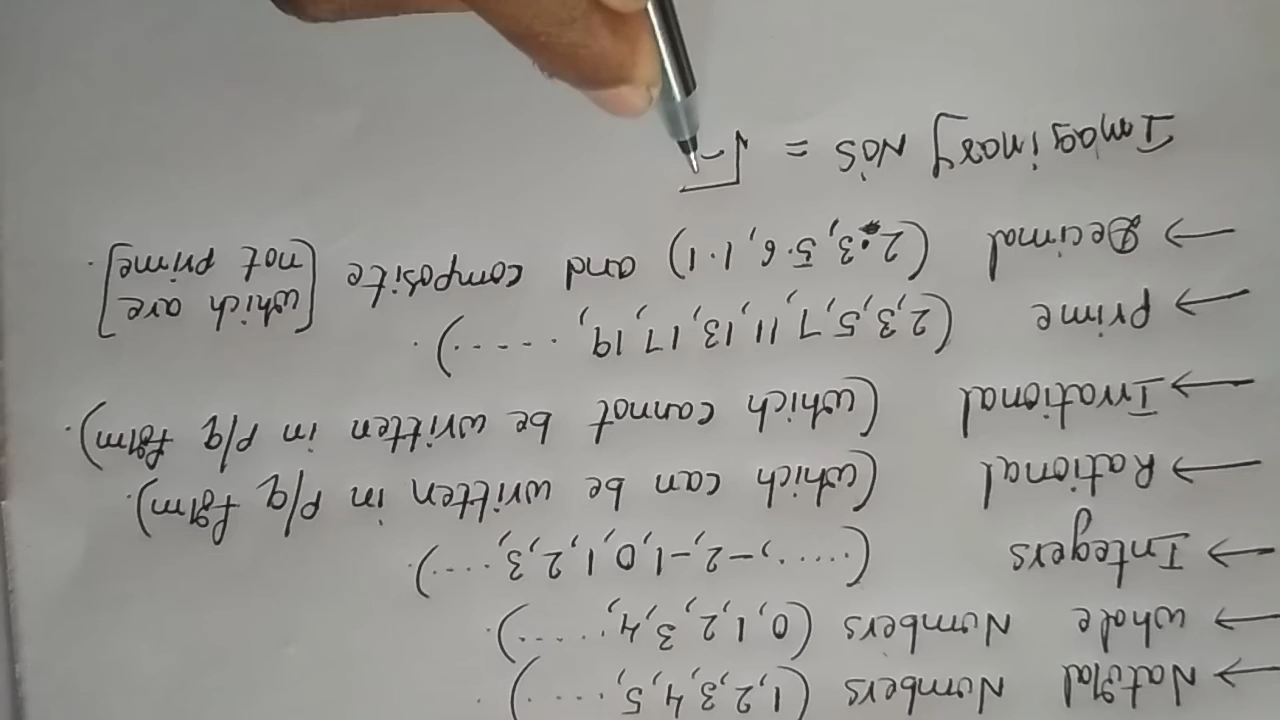 → Natural Numbers (1,2,3,4,5, ......).
→ whole Numbers (0,1,2,3,4, ......).
→ Integers (....,-2,-1,0,1,2,3, ....).
→ Rational (which can be written in P/q form).
→ Irrational (which cannot be written in P/q form).
→ prime (2,3,5,7,11,13,17,19, ......).
→ Decimal (2.3, 5.6, 1.1) and composite [which are not prime].
Imaginary NO's = √-